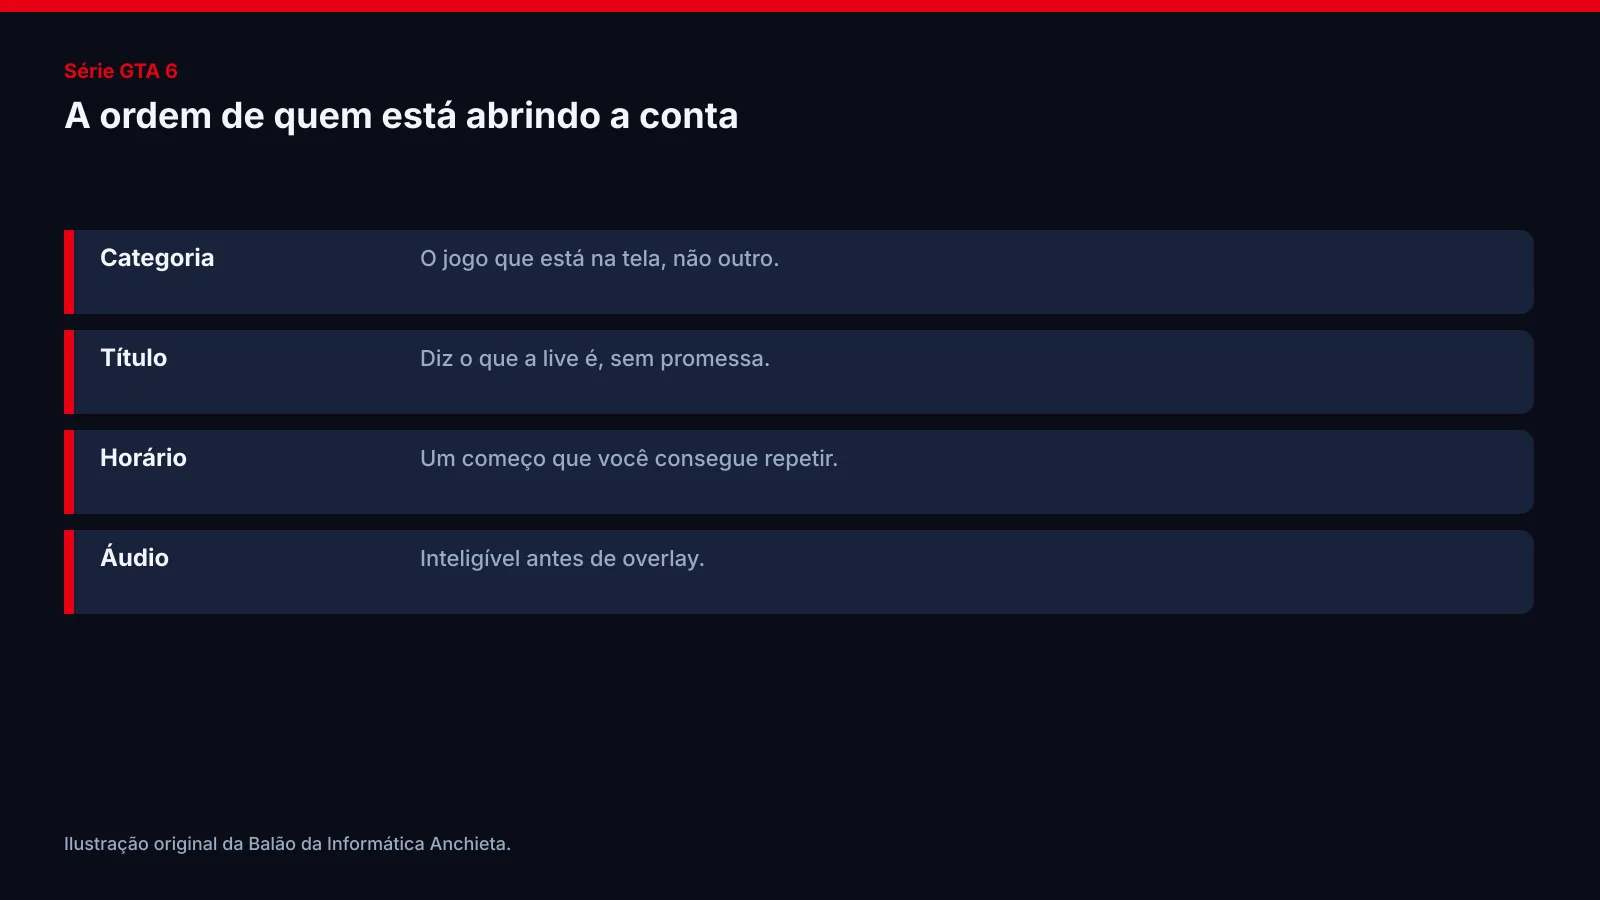 Série GTA 6
A ordem de quem está abrindo a conta
Categoria
O jogo que está na tela, não outro.
Título
Diz o que a live é, sem promessa.
Horário
Um começo que você consegue repetir.
Áudio
Inteligível antes de overlay.
Ilustração original da Balão da Informática Anchieta.